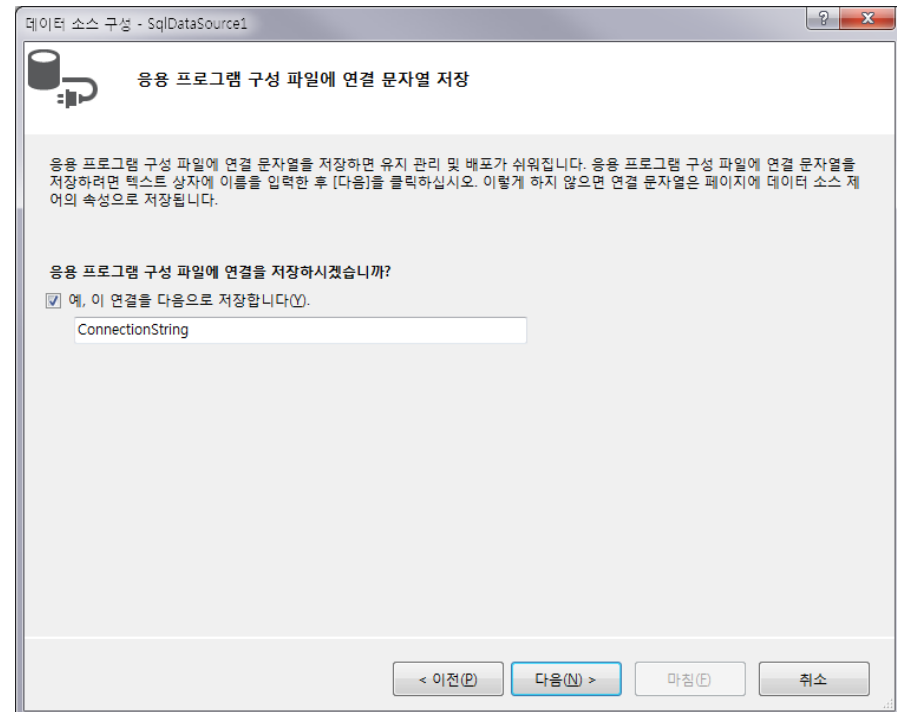 데이터 소스 구성 - SqlDataSource1
응용 프로그램 구성 파일에 연결 문자열 저장
응용 프로그램 구성 파일에 연결 문자열을 저장하면 유지 관리 및 배포가 쉬워집니다. 응용 프로그램 구성 파일에 연결 문자열을
저장하려면 텍스트 상자에 이름을 입력한 후 [다음]을 클릭하십시오. 이렇게 하지 않으면 연결 문자열은 페이지에 데이터 소스 제
어의 속성으로 저장됩니다.
응용 프로그램 구성 파일에 연결을 저장하시겠습니까?
예, 이 연결을 다음으로 저장합니다(Y).
ConnectionString
< 이전(P) 다음(N) > 마침(F) 취소